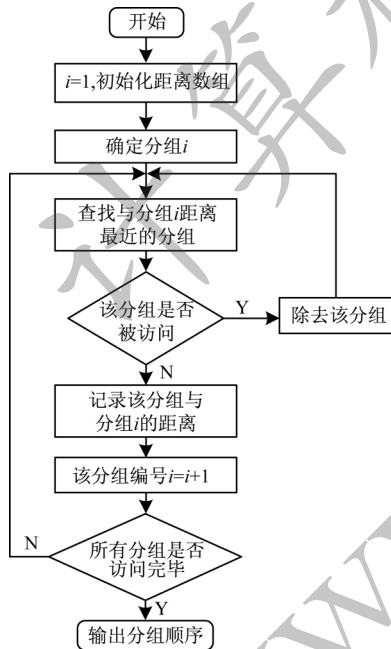 开始
i=1,初始化距离数组
确定分组i
查找与分组i距离
最近的分组
该分组是否
被访问
Y
除去该分组
N
记录该分组与
分组i的距离
该分组编号i=i+1
N
所有分组是否
访问完毕
Y
输出分组顺序
计算